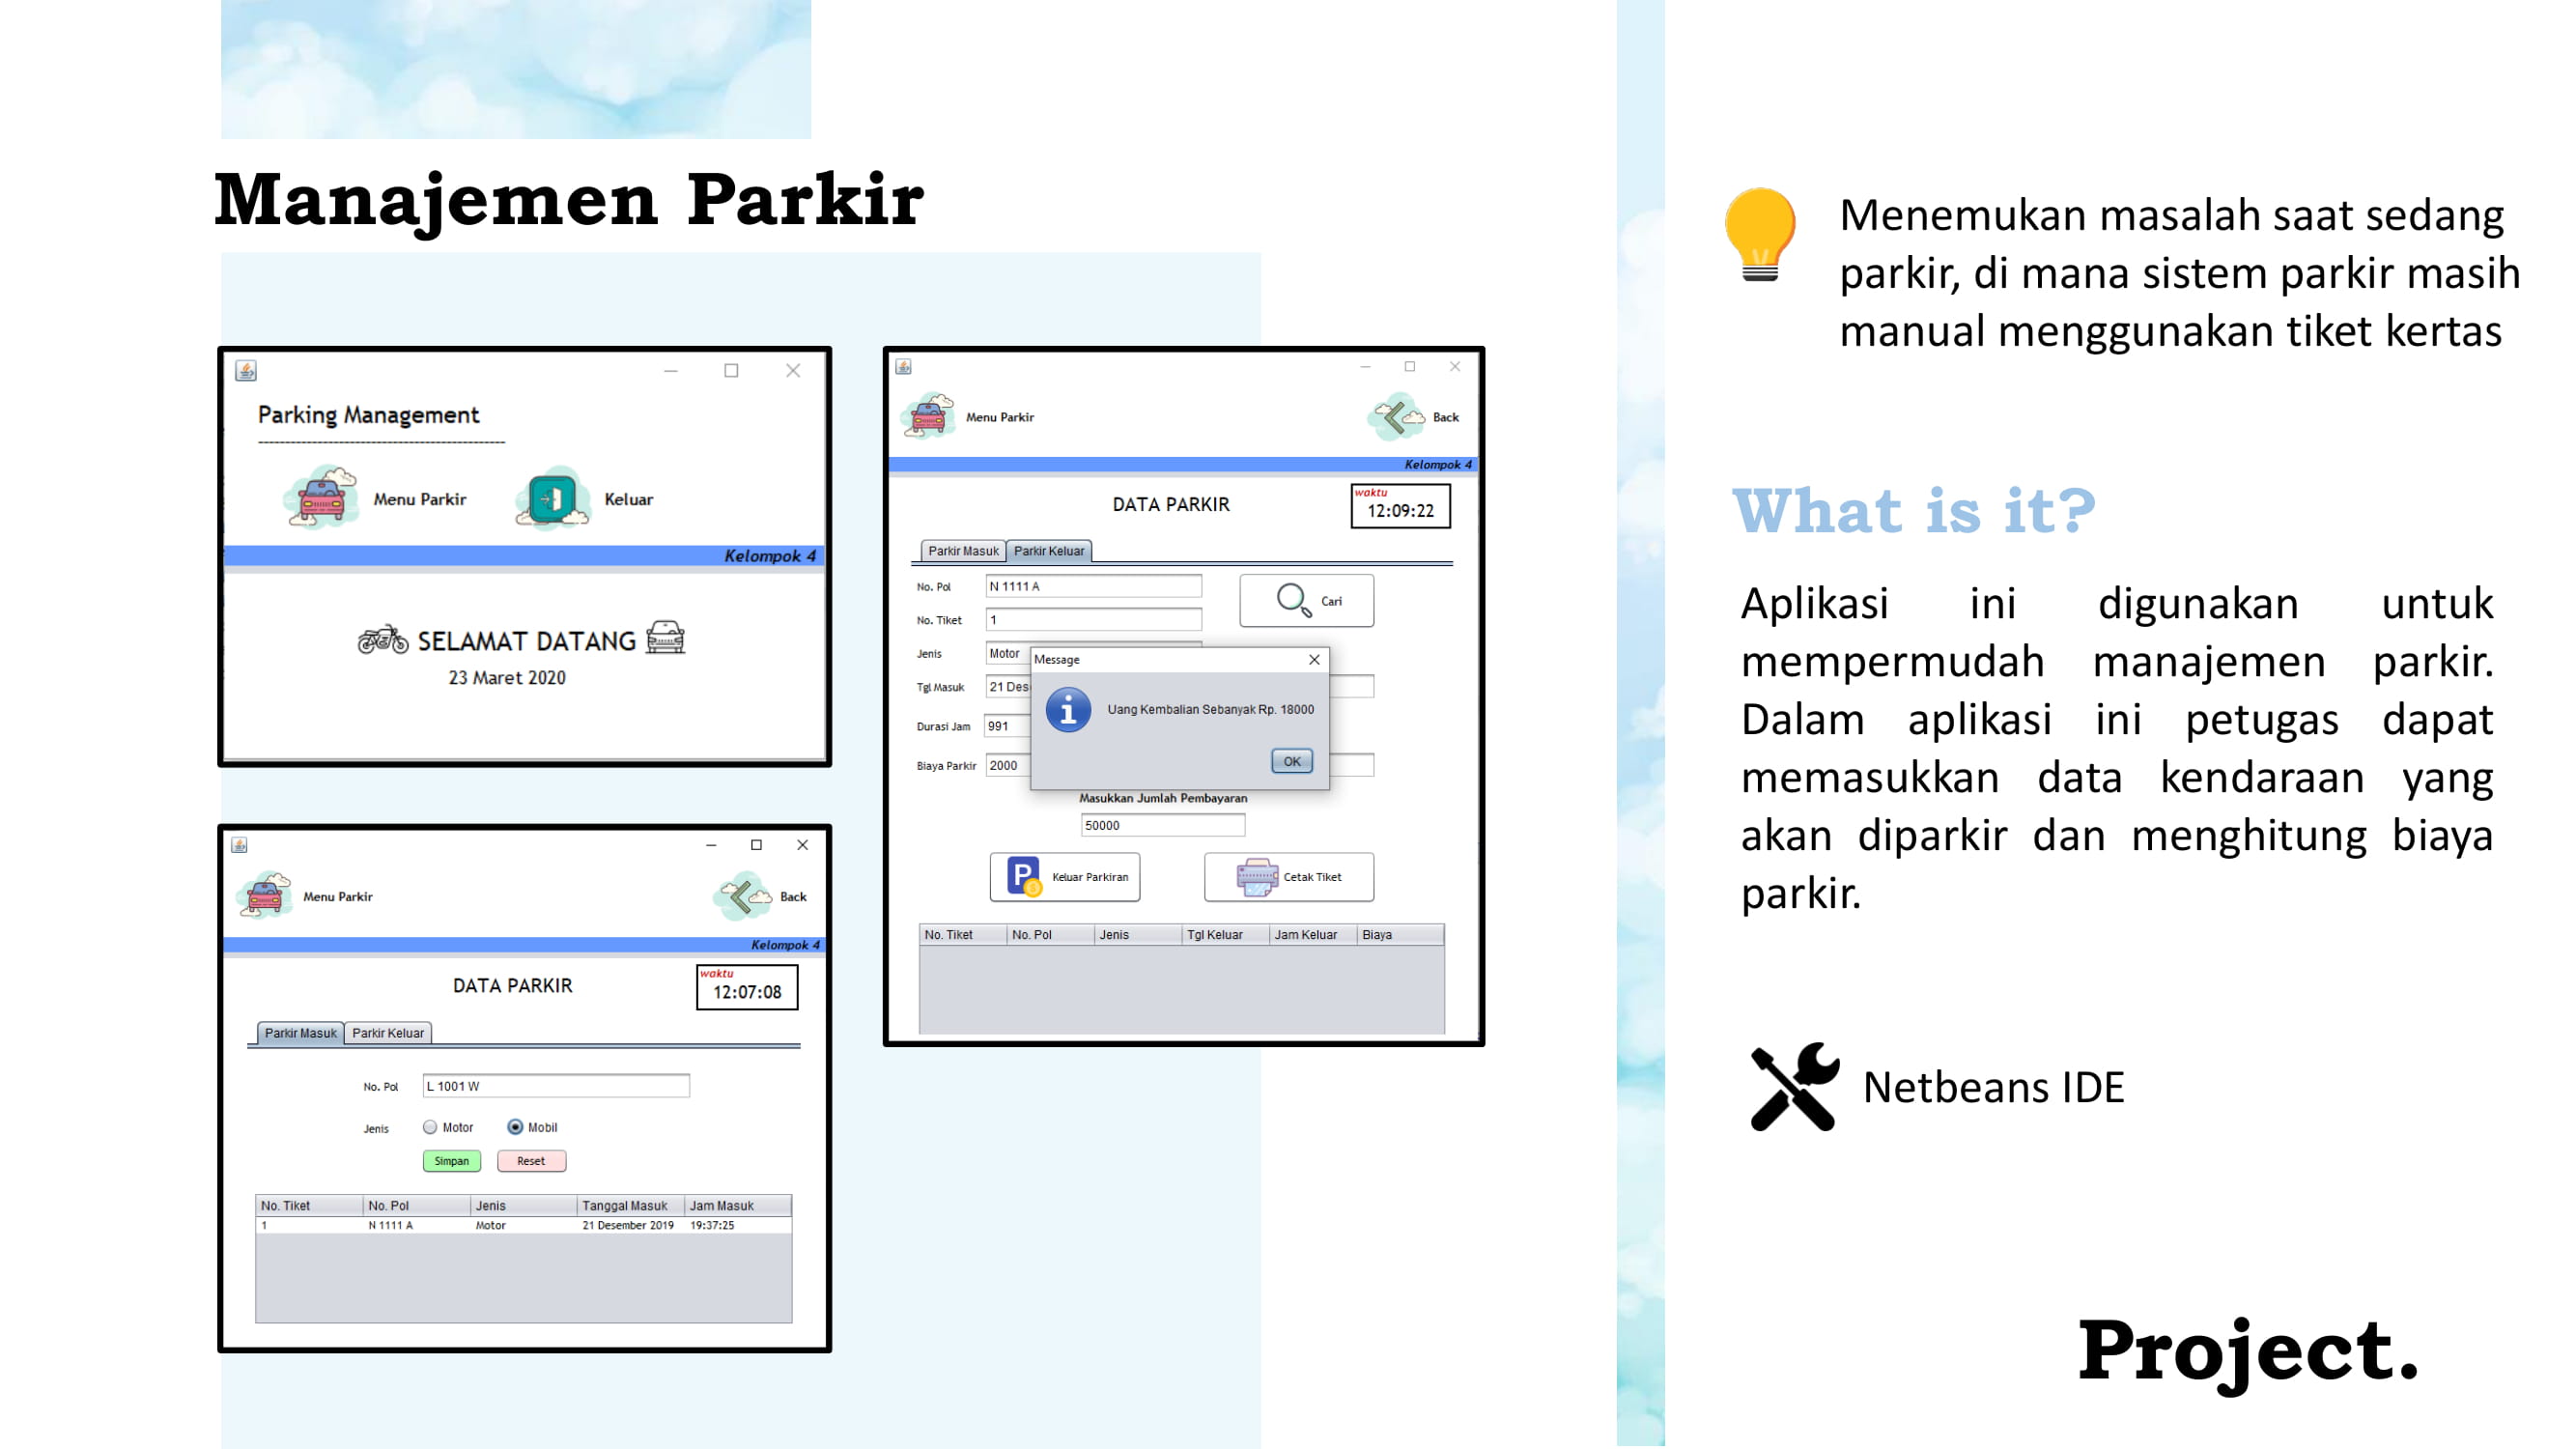 Manajemen Parkir
Parking Management
Menu Parkir
Keluar
Kelompok 4
SELAMAT DATANG
23 Maret 2020
Menu Parkir
Back
Kelompok 4
DATA PARKIR
waktu
12:07:08
Parkir Masuk
Parkir Keluar
No. Pol
L 1001 W
Jenis
Motor
Mobil
Simpan
Reset
No. Tiket No. Pol Jenis Tanggal Masuk Jam Masuk
1 N 1111 A Motor 21 Desember 2019 19:37:25
Menu Parkir
Back
Kelompok 4
DATA PARKIR
waktu
12:09:22
Parkir Masuk
Parkir Keluar
No. Pol N 1111 A
Cari
No. Tiket 1
Jenis Motor
Tgl Masuk 21 Des
Durasi Jam 991
Biaya Parkir 2000
Message
Uang Kembalian Sebanyak Rp. 18000
OK
Masukkan Jumlah Pembayaran
50000
P
Keluar Parkiran
Cetak Tiket
No. Tiket No. Pol Jenis Tgl Keluar Jam Keluar Biaya
Menemukan masalah saat sedang
parkir, di mana sistem parkir masih
manual menggunakan tiket kertas
What is it?
Aplikasi ini digunakan untuk
mempermudah manajemen parkir.
Dalam aplikasi ini petugas dapat
memasukkan data kendaraan yang
akan diparkir dan menghitung biaya
parkir.
Netbeans IDE
Project.